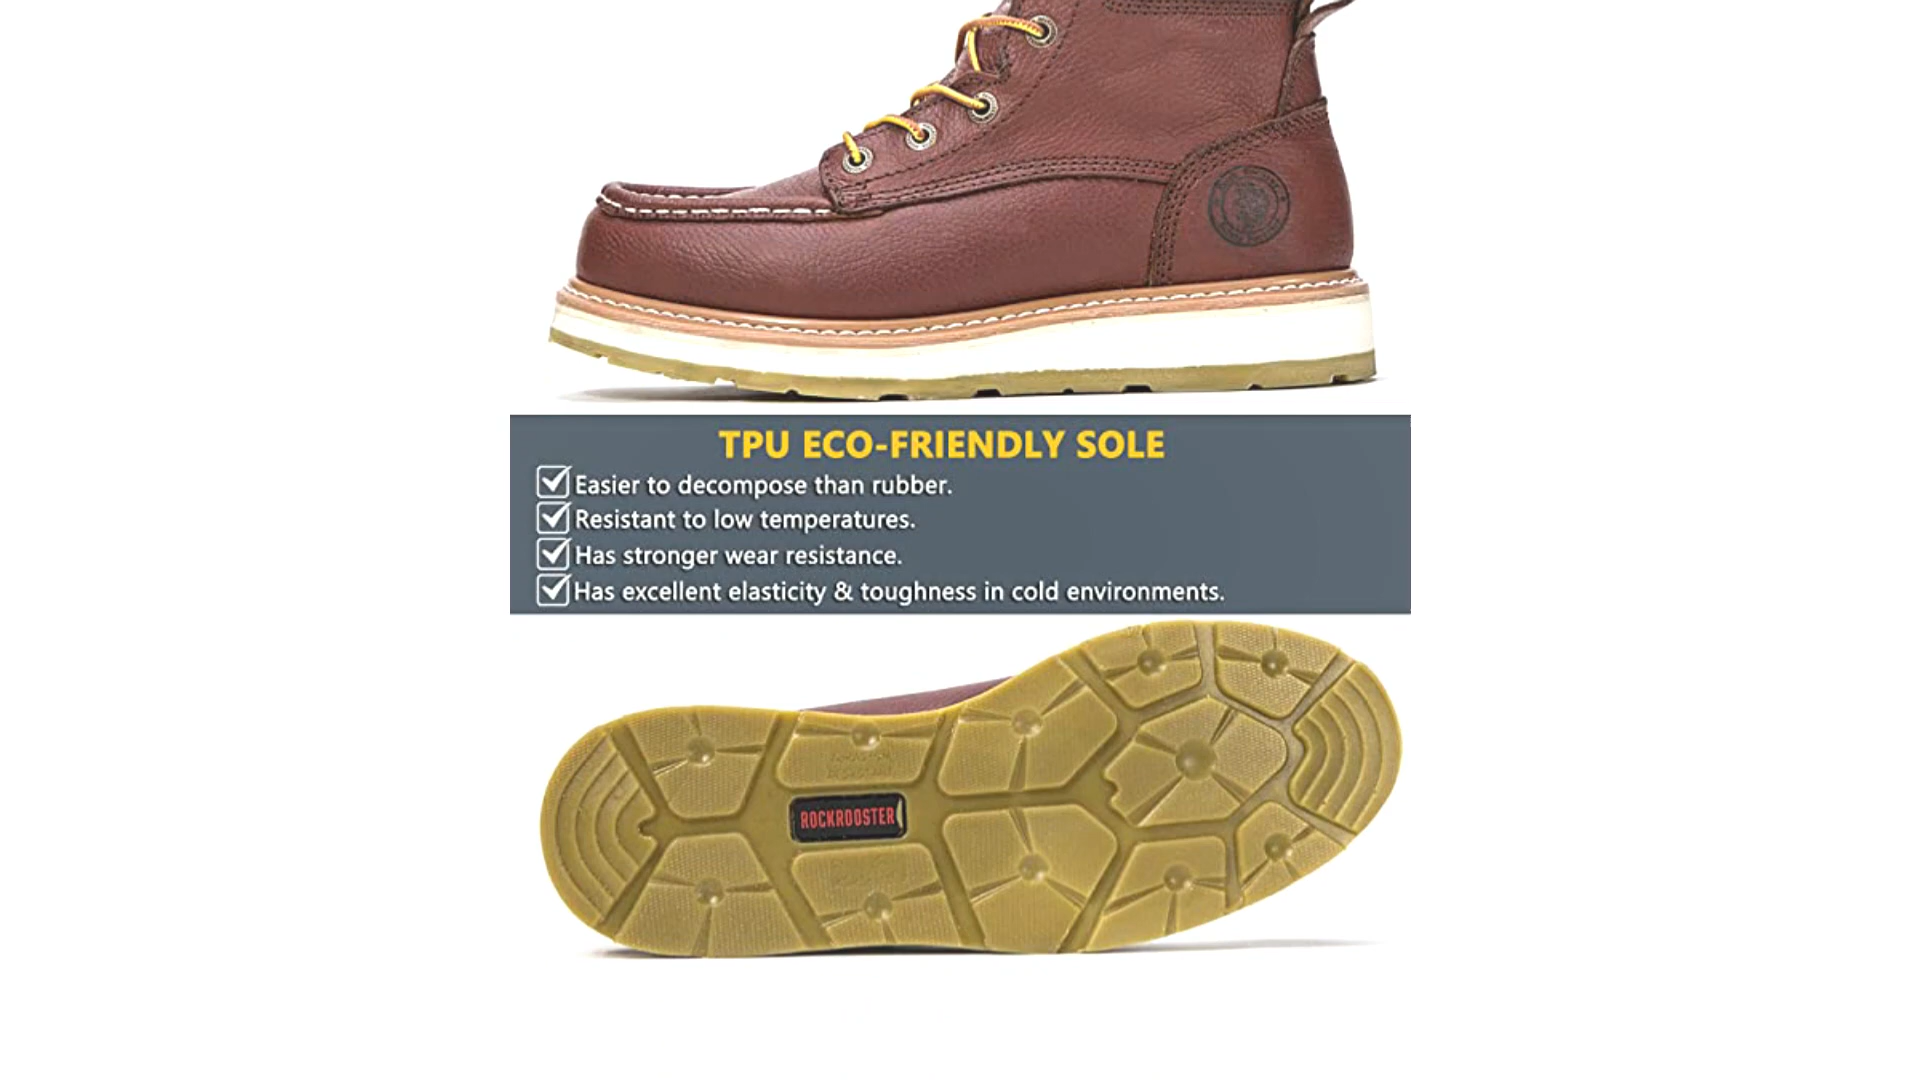 TPU ECO-FRIENDLY SOLE
Easier to decompose than rubber.
Resistant to low temperatures.
Has stronger wear resistance.
Has excellent elasticity & toughness in cold environments.
ROCKROOSTER